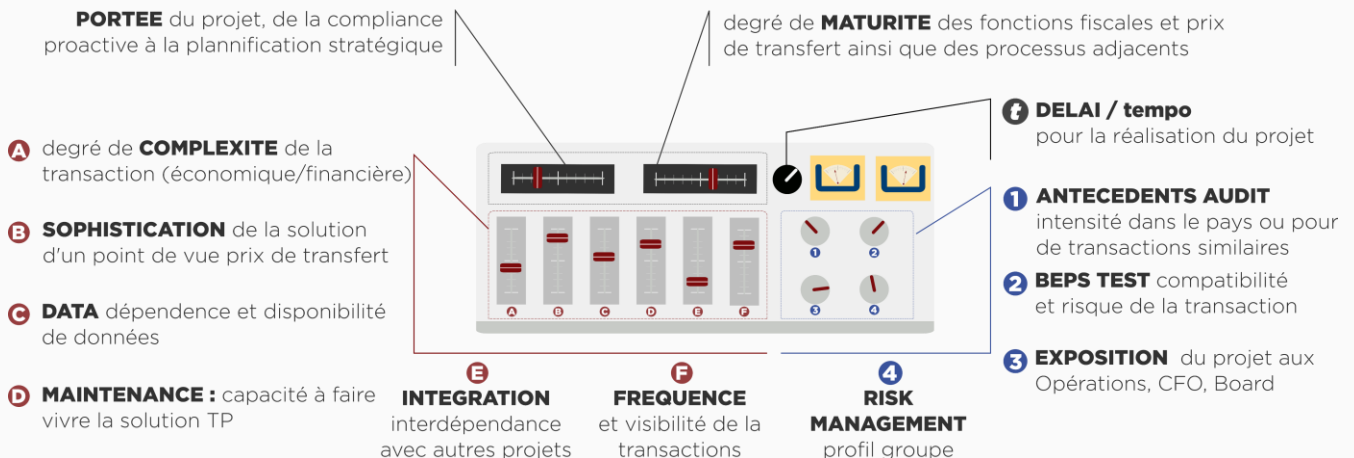 PORTEE du projet, de la compliance
proactive à la plannification stratégique
degré de MATURITE des fonctions fiscales et prix
de transfert ainsi que des processus adjacents
t DELAI / tempo
pour la réalisation du projet
A degré de COMPLEXITE de la
transaction (économique/financière)
B SOPHISTICATION de la solution
d'un point de vue prix de transfert
C DATA dépendence et disponibilité
de données
D MAINTENANCE : capacité à faire
vivre la solution TP
1 2
3 4
A B C D E F
1 ANTECEDENTS AUDIT
intensité dans le pays ou pour
de transactions similaires
2 BEPS TEST compatibilité
et risque de la transaction
3 EXPOSITION du projet aux
Opérations, CFO, Board
E
INTEGRATION
interdépendance
avec autres projets
F
FREQUENCE
et visibilité de la
transactions
4
RISK
MANAGEMENT
profil groupe